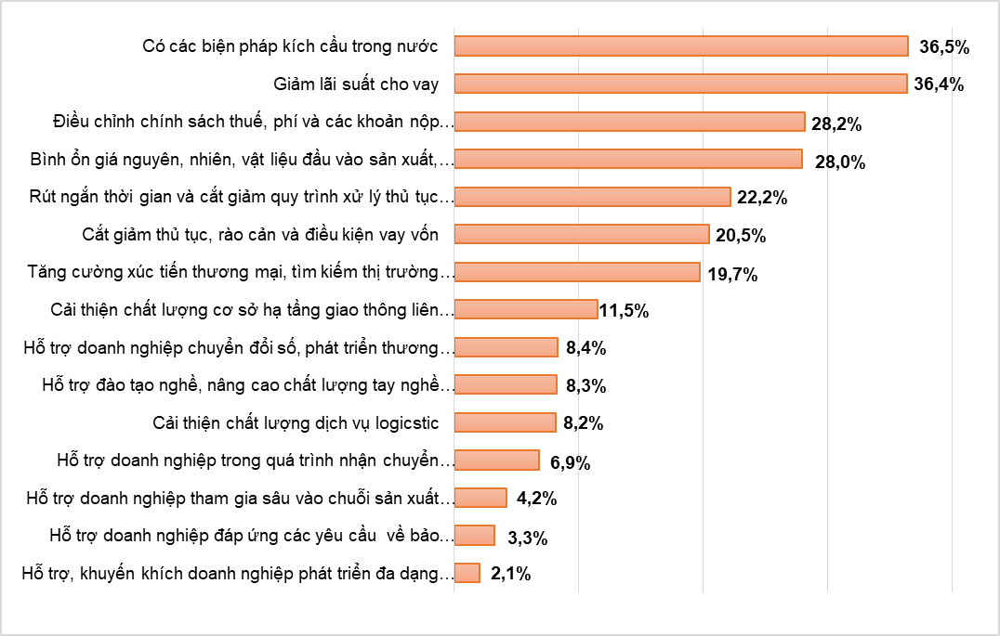 Có các biện pháp kích cầu trong nước 36,5%
Giảm lãi suất cho vay 36,4%
Điều chỉnh chính sách thuế, phí và các khoản nộp… 28,2%
Bình ổn giá nguyên, nhiên, vật liệu đầu vào sản xuất,… 28,0%
Rút ngắn thời gian và cắt giảm quy trình xử lý thủ tục… 22,2%
Cắt giảm thủ tục, rào cản và điều kiện vay vốn 20,5%
Tăng cường xúc tiến thương mại, tìm kiếm thị trường… 19,7%
Cải thiện chất lượng cơ sở hạ tầng giao thông liên… 11,5%
Hỗ trợ doanh nghiệp chuyển đổi số, phát triển thương… 8,4%
Hỗ trợ đào tạo nghề, nâng cao chất lượng tay nghề… 8,3%
Cải thiện chất lượng dịch vụ logicstic 8,2%
Hỗ trợ doanh nghiệp trong quá trình nhận chuyển… 6,9%
Hỗ trợ doanh nghiệp tham gia sâu vào chuỗi sản xuất… 4,2%
Hỗ trợ doanh nghiệp đáp ứng các yêu cầu  về bảo… 3,3%
Hỗ trợ, khuyến khích doanh nghiệp phát triển đa dạng… 2,1%